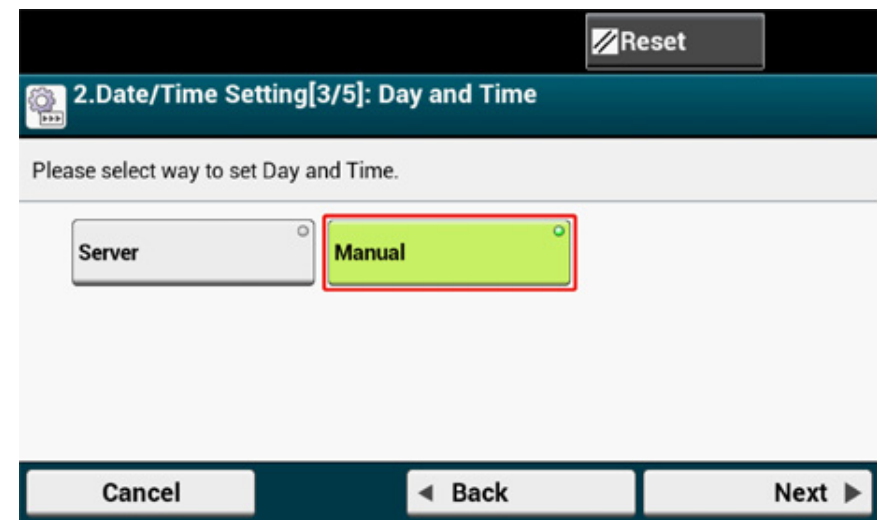 Reset
2.Date/Time Setting[3/5]: Day and Time
Please select way to set Day and Time.
Server
Manual
Cancel
Back
Next